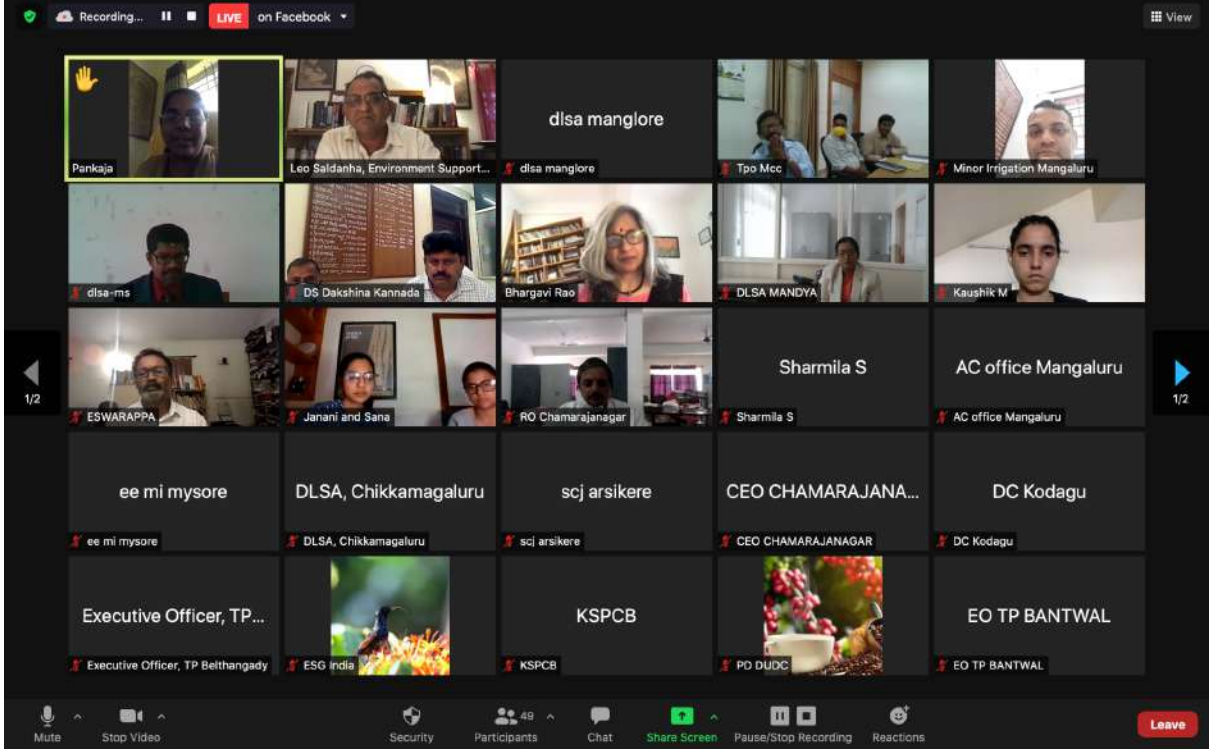 Recording...
LIVE on Facebook
View
Pankaja
Leo Saldanha, Environment Support...
dlsa manglore
dlsa manglore
Tpo Mcc
Minor Irrigation Mangaluru
dlsa-ms
DS Dakshina Kannada
Bhargavi Rao
DLSA MANDYA
Kaushik M
1/2
ESWARAPPA
Janani and Sana
RO Chamarajanagar
Sharmila S
Sharmila S
AC office Mangaluru
AC office Mangaluru
1/2
ee mi mysore
ee mi mysore
DLSA, Chikkamagaluru
DLSA, Chikkamagaluru
scj arsikere
scj arsikere
CEO CHAMARAJANA...
CEO CHAMARAJANAGAR
DC Kodagu
DC Kodagu
Executive Officer, TP...
Executive Officer, TP Belthangady
ESG India
KSPCB
KSPCB
PD DUDC
EO TP BANTWAL
EO TP BANTWAL
Mute
Stop Video
Security
49
Participants
Chat
Share Screen
Pause/Stop Recording
Reactions
Leave